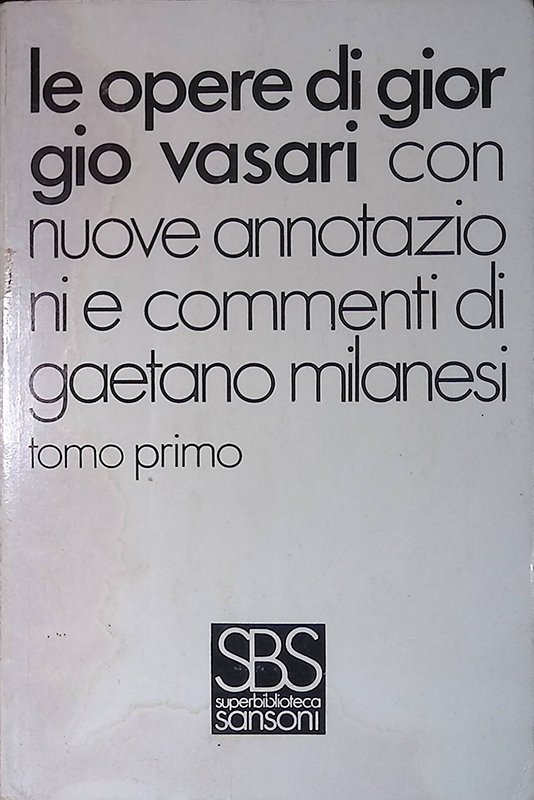 le opere di gior
gio vasari con
nuove annotazio
ni e commenti di
gaetano milanesi
tomo primo
SBS
superbiblioteca
sansoni